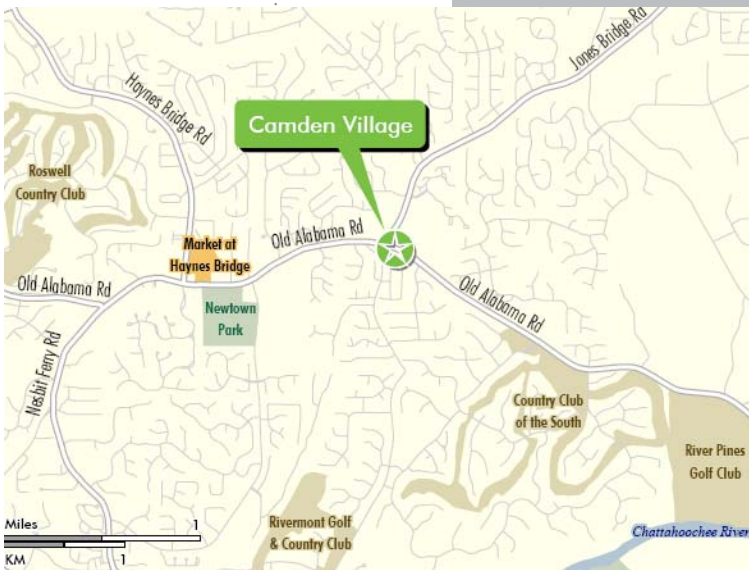 Jones Bridge Rd
Haynes Bridge Rd
Camden Village
Roswell
Country Club
Market at
Haynes Bridge
Old Alabama Rd
Old Alabama Rd
Old Alabama Rd
Newtown
Park
Nesbit Ferry Rd
Country Club
of the South
River Pines
Golf Club
Miles
1
KM
1
Rivermont Golf
& Country Club
Chattahoochee River